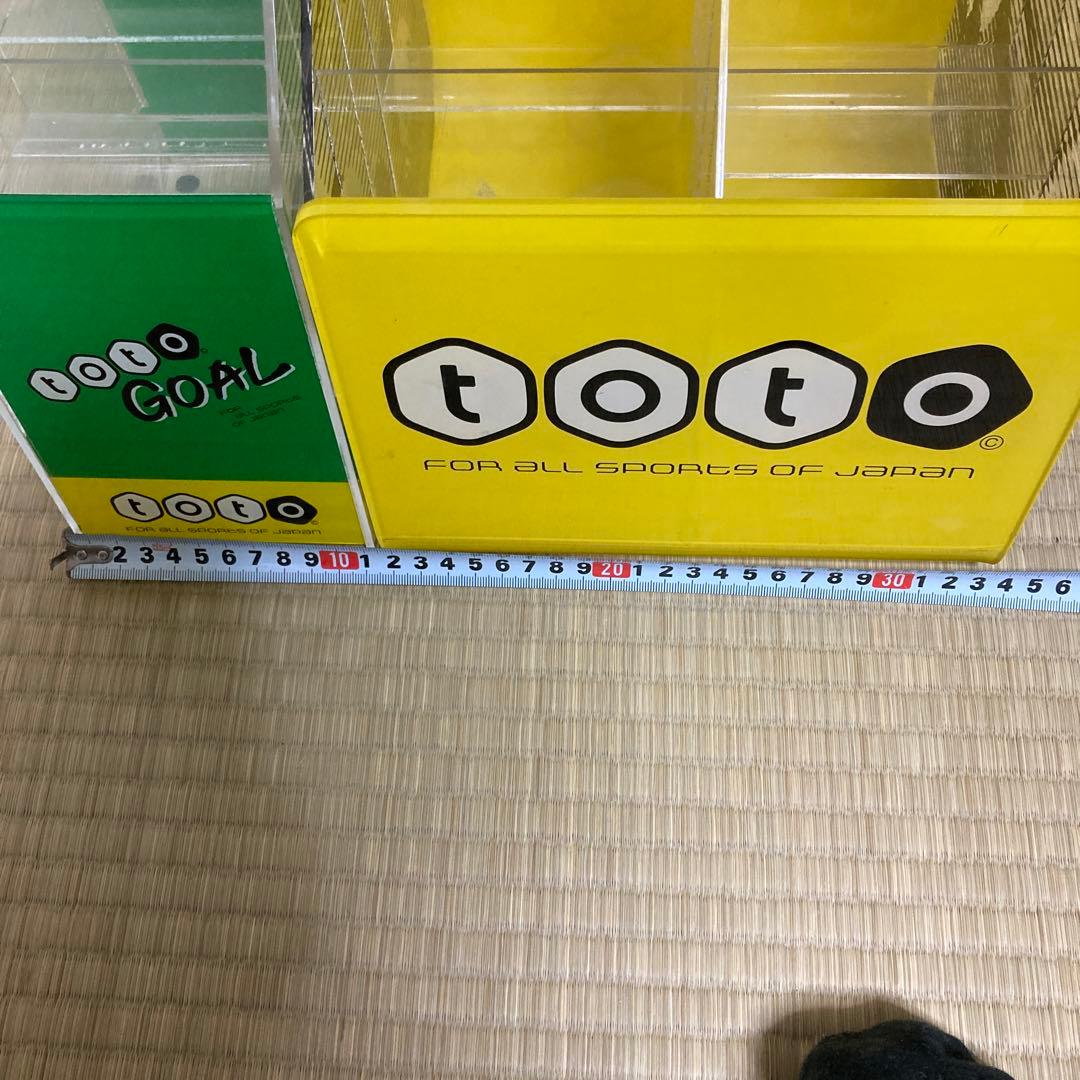 toto
©
GOAL
FOR ALL SPORTS
OF JAPAN
toto
©
FOR ALL SPORTS OF JAPAN
toto
©
FOR ALL SPORTS OF JAPAN
2 3 4 5 6 7 8 9 10 1 2 3 4 5 6 7 8 9 20 1 2 3 4 5 6 7 8 9 30 1 2 3 4 5 6